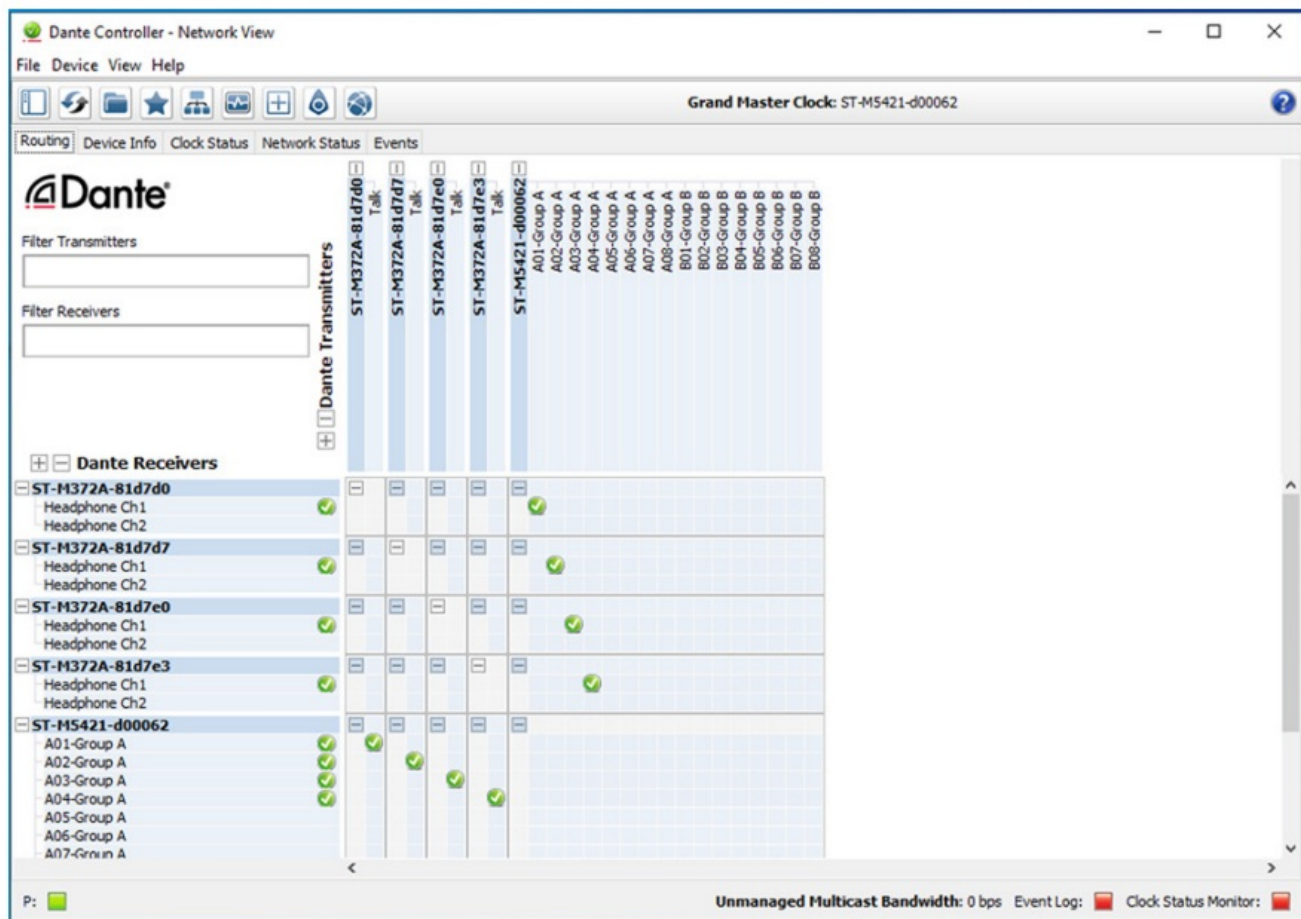 Dante Controller - Network View
File Device View Help
Grand Master Clock: ST-M5421-d00062
Routing Device Info Clock Status Network Status Events
Dante
Filter Transmitters
Filter Receivers
Dante Transmitters
ST-M372A-81d7d0
Talk
ST-M372A-81d7d7
Talk
ST-M372A-81d7e0
Talk
ST-M372A-81d7e3
Talk
ST-M5421-d00062
A01-Group A
A02-Group A
A03-Group A
A04-Group A
A05-Group A
A06-Group A
A07-Group A
A08-Group A
B01-Group B
B02-Group B
B03-Group B
B04-Group B
B05-Group B
B06-Group B
B07-Group B
B08-Group B
Dante Receivers
ST-M372A-81d7d0
Headphone Ch1
Headphone Ch2
ST-M372A-81d7d7
Headphone Ch1
Headphone Ch2
ST-M372A-81d7e0
Headphone Ch1
Headphone Ch2
ST-M372A-81d7e3
Headphone Ch1
Headphone Ch2
ST-M5421-d00062
A01-Group A
A02-Group A
A03-Group A
A04-Group A
A05-Group A
A06-Group A
A07-Group A
P: Unmanaged Multicast Bandwidth: 0 bps Event Log: Clock Status Monitor: